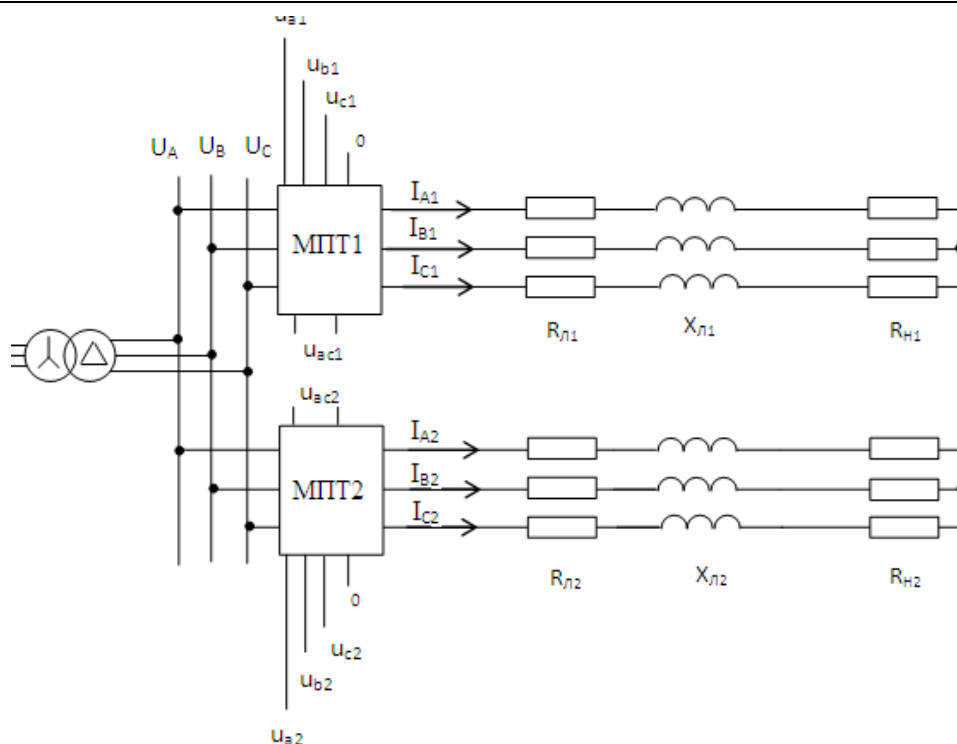 ua1
ub1
uc1
0
UA UB UC
IA1
МПТ1 IB1
IC1
RЛ1 XЛ1 RН1
uac1
uac2
IA2
МПТ2 IB2
IC2
RЛ2 XЛ2 RН2
0
uc2
ub2
ua2